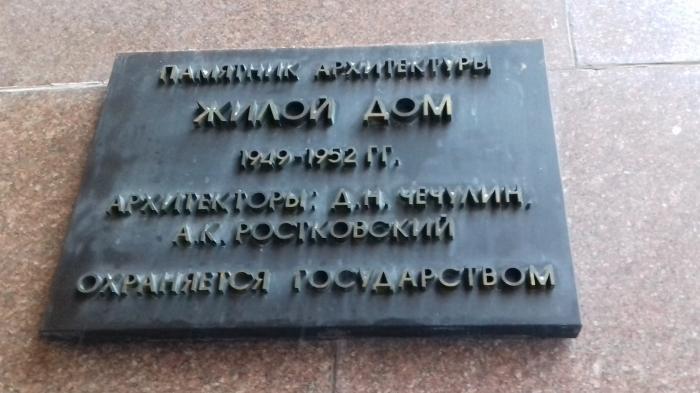 ПАМЯТНИК АРХИТЕКТУРЫ
ЖИЛОЙ ДОМ
1949-1952 ГГ.
АРХИТЕКТОРЫ: Д.Н. ЧЕЧУЛИН,
А.К. РОСТКОВСКИЙ
ОХРАНЯЕТСЯ ГОСУДАРСТВОМ